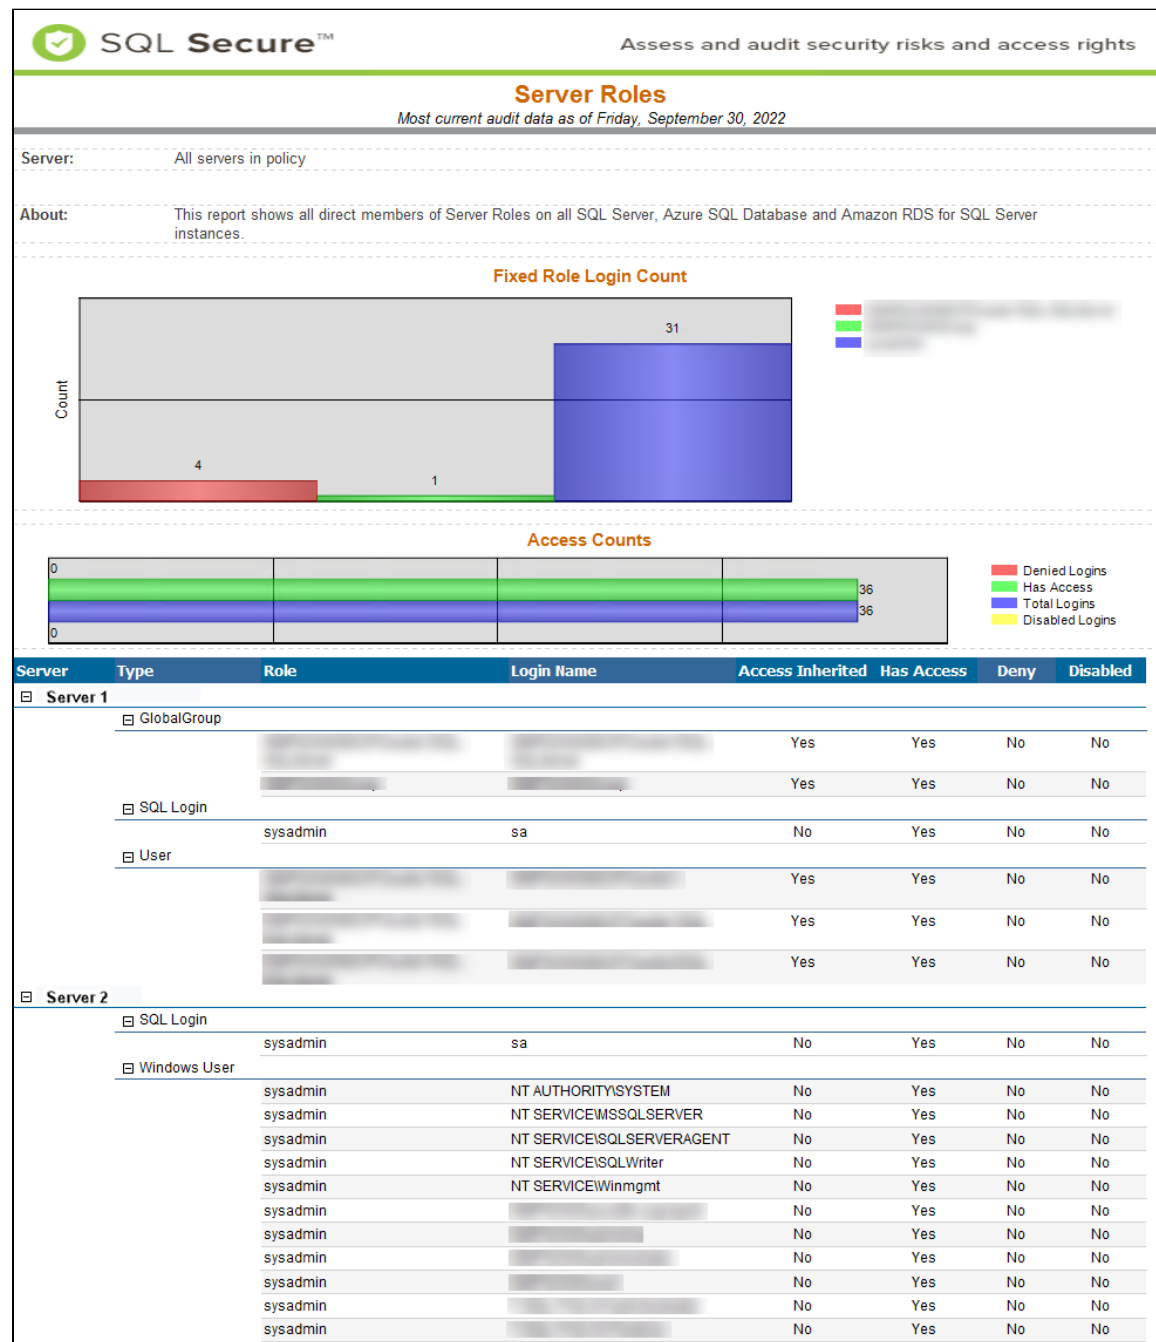 SQL Secure™
Assess and audit security risks and access rights
Server Roles
Most current audit data as of Friday, September 30, 2022
Server: All servers in policy
About: This report shows all direct members of Server Roles on all SQL Server, Azure SQL Database and Amazon RDS for SQL Server
instances.
Fixed Role Login Count
Count
4
1
31
Access Counts
0
36
36
0
Denied Logins
Has Access
Total Logins
Disabled Logins
Server Type Role Login Name Access Inherited Has Access Deny Disabled
Server 1
GlobalGroup
Yes Yes No No
Yes Yes No No
SQL Login
sysadmin sa No Yes No No
User
Yes Yes No No
Yes Yes No No
Yes Yes No No
Server 2
SQL Login
sysadmin sa No Yes No No
Windows User
sysadmin NT AUTHORITY\SYSTEM No Yes No No
sysadmin NT SERVICE\MSSQLSERVER No Yes No No
sysadmin NT SERVICE\SQLSERVERAGENT No Yes No No
sysadmin NT SERVICE\SQLWriter No Yes No No
sysadmin NT SERVICE\Winmgmt No Yes No No
sysadmin No Yes No No
sysadmin No Yes No No
sysadmin No Yes No No
sysadmin No Yes No No
sysadmin No Yes No No
sysadmin No Yes No No